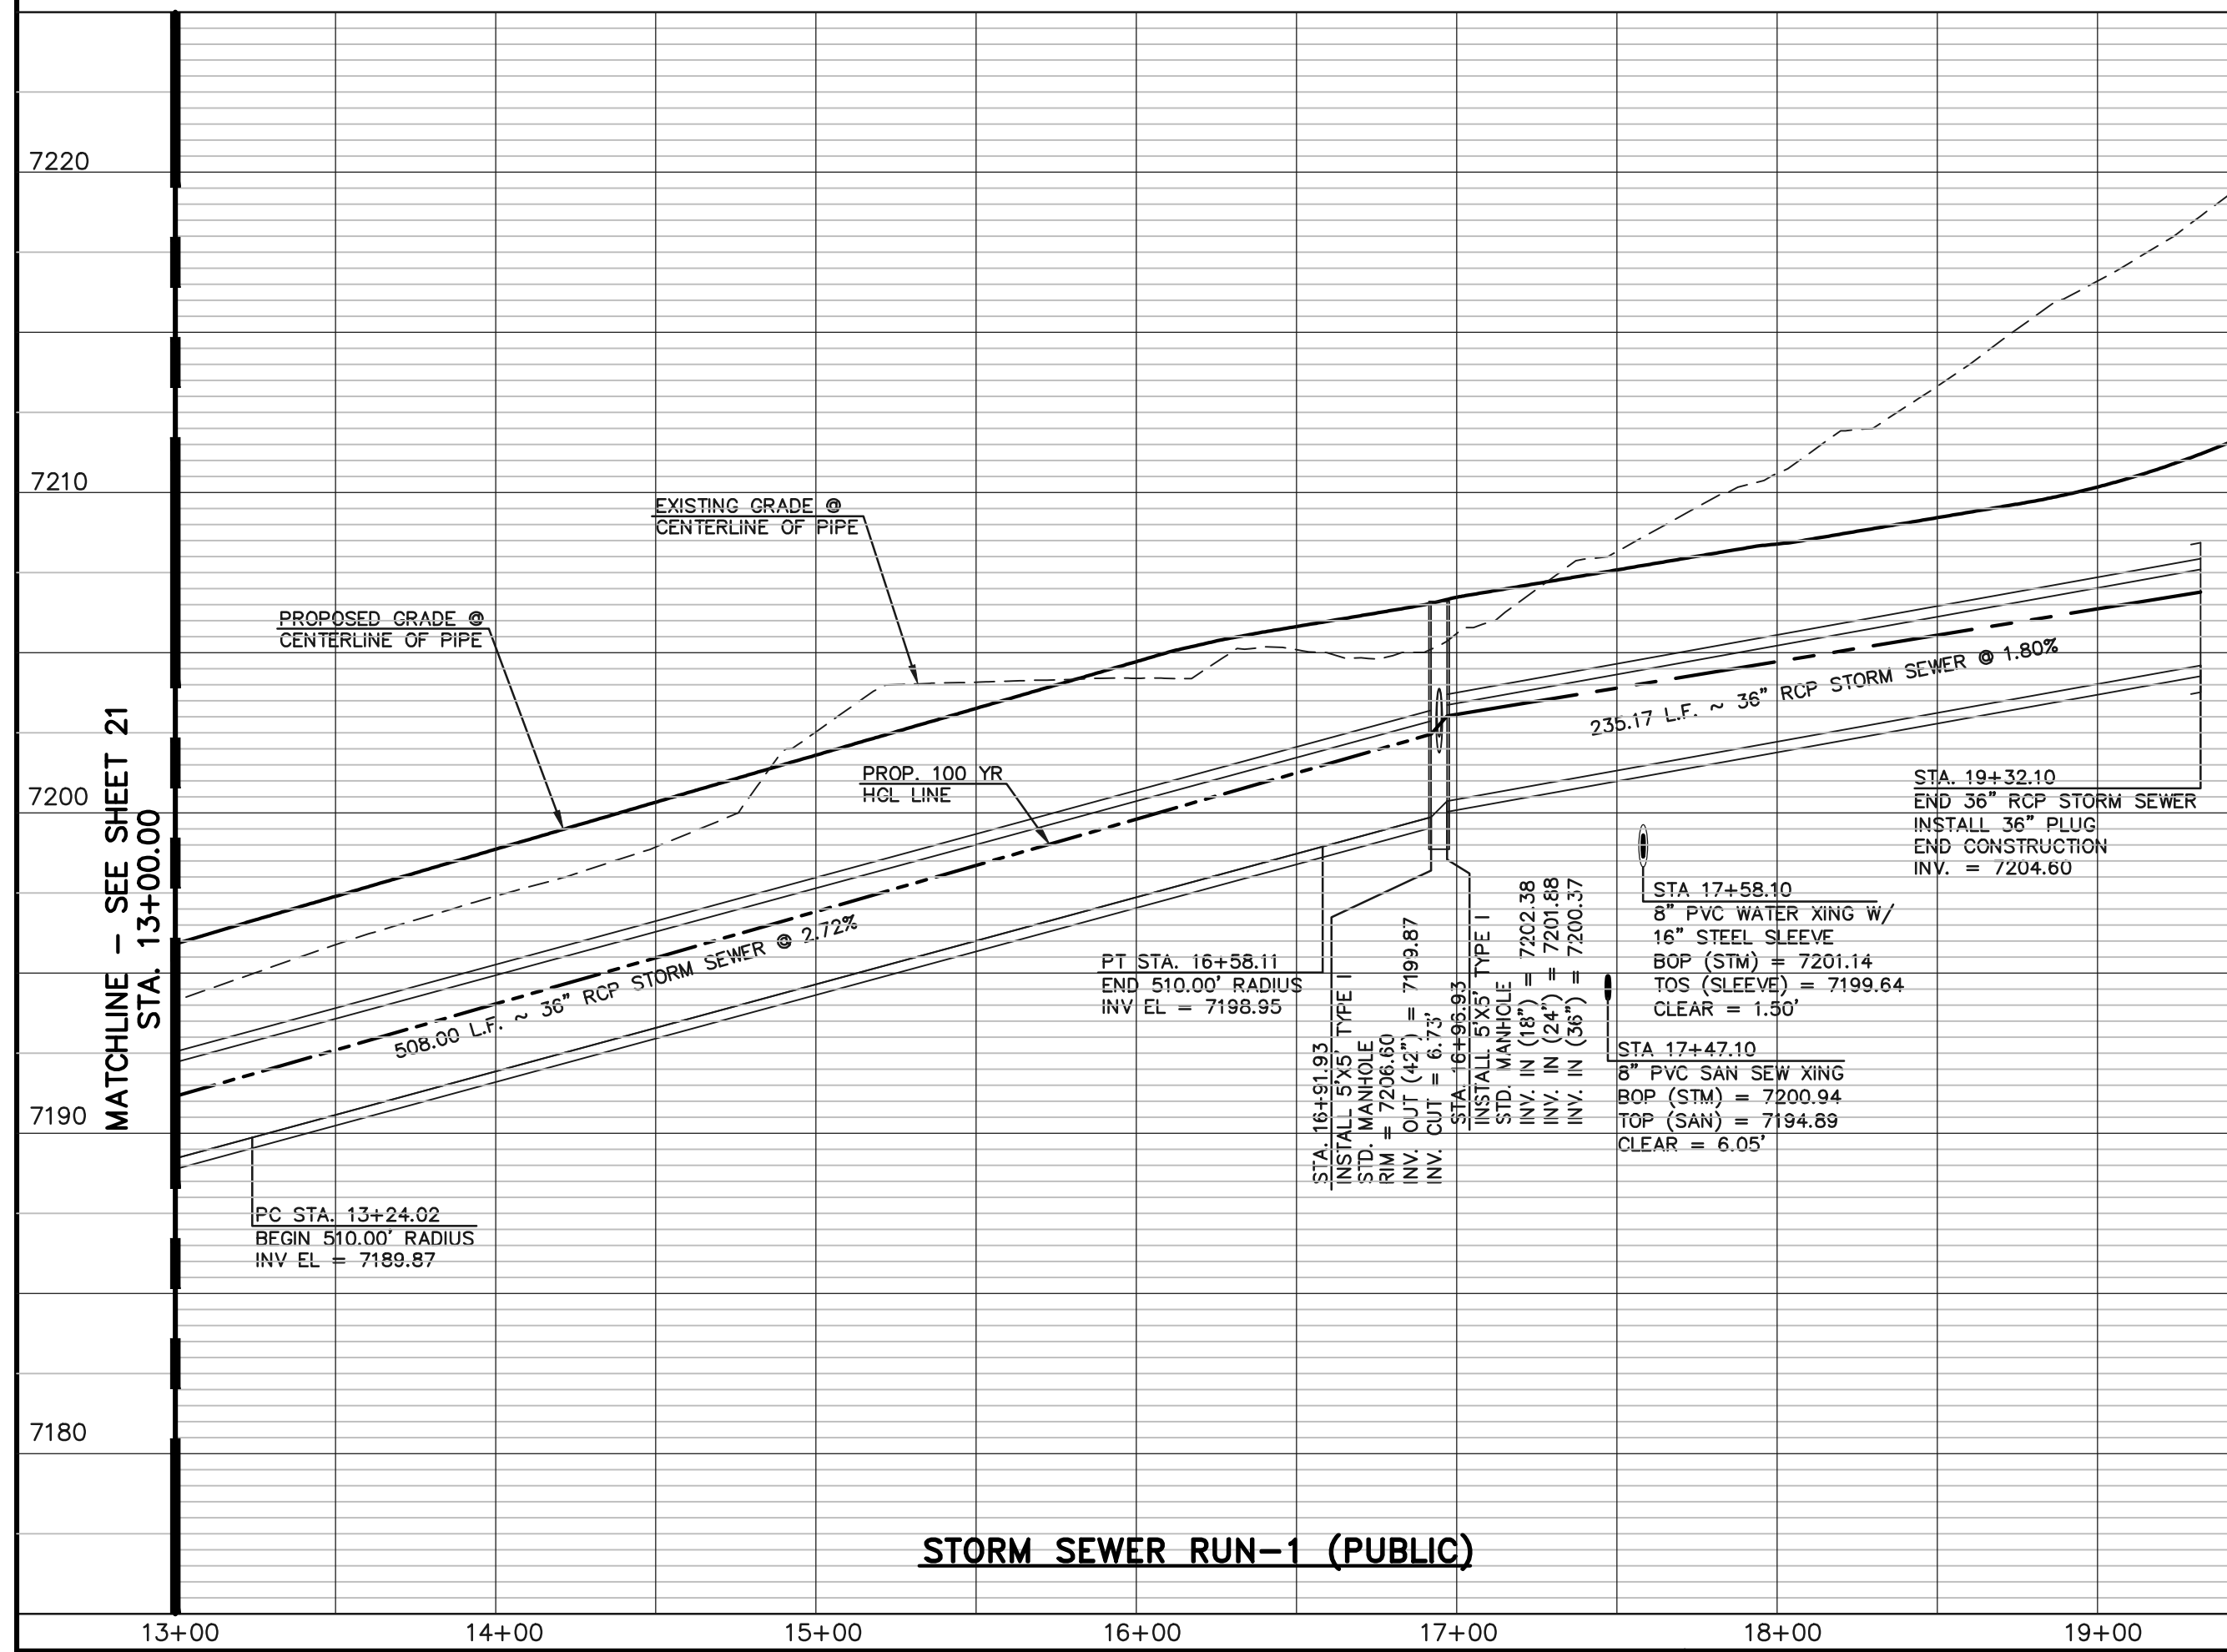 7220
7210
7200
7190
7180
MATCHLINE – SEE SHEET 21
STA. 13+00.00
EXISTING GRADE @
CENTERLINE OF PIPE
PROPOSED GRADE @
CENTERLINE OF PIPE
PROP. 100 YR
HGL LINE
508.00 L.F. ~ 36" RCP STORM SEWER @ 2.72%
235.17 L.F. ~ 36" RCP STORM SEWER @ 1.80%
PC STA. 13+24.02
BEGIN 510.00' RADIUS
INV EL = 7189.87
PT STA. 16+58.11
END 510.00' RADIUS
INV EL = 7198.95
STA. 16+91.93
INSTALL 5'X5' TYPE I
STD. MANHOLE
RIM = 7206.60
INV. OUT (42") = 7199.87
INV. CUT = 6.73'
STA. 16+96.93
INSTALL 5'X5' TYPE I
STD. MANHOLE
INV. IN (18") = 7202.38
INV. IN (24") = 7201.88
INV. IN (36") = 7200.37
STA 17+58.10
8" PVC WATER XING W/
16" STEEL SLEEVE
BOP (STM) = 7201.14
TOS (SLEEVE) = 7199.64
CLEAR = 1.50'
STA 17+47.10
8" PVC SAN SEW XING
BOP (STM) = 7200.94
TOP (SAN) = 7194.89
CLEAR = 6.05'
STA. 19+32.10
END 36" RCP STORM SEWER
INSTALL 36" PLUG
END CONSTRUCTION
INV. = 7204.60
STORM SEWER RUN–1 (PUBLIC)
13+00 14+00 15+00 16+00 17+00 18+00 19+00